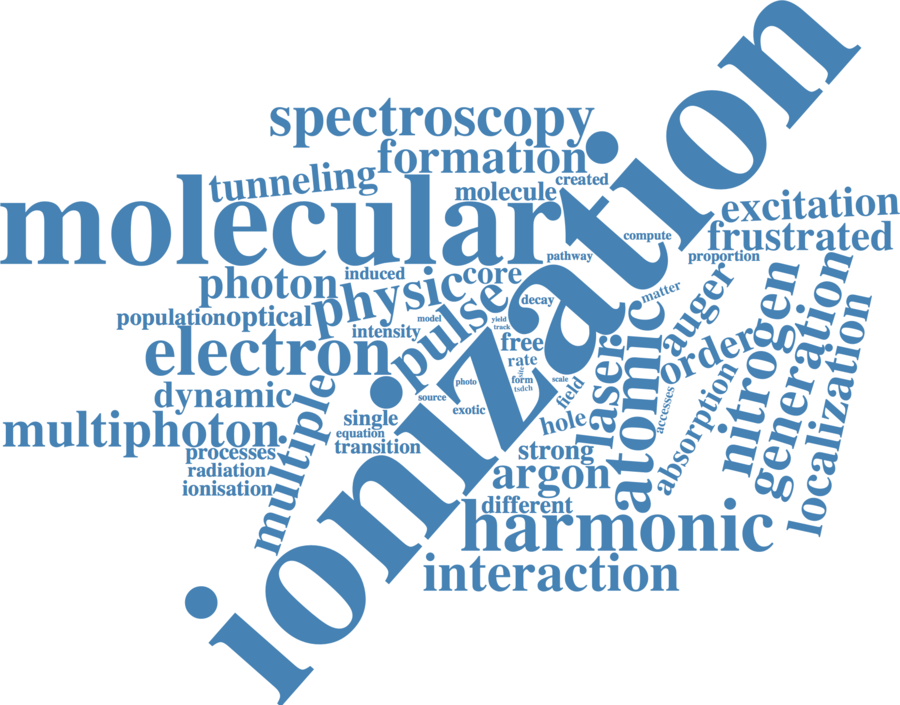 ionization
spectroscopy
formation
tunneling
molecule
created
molecular
excitation
frustrated
compute
pathway
proportion
photon
induced
physic
core
matter
auger
nitrogen
generation
localization
population
optical
intensity
model
pulse
decay
yield
track
free
rate
site
form
tsdcb
scale
field
electron
photo
source
exotic
dynamic
multiphoton
processes
radiation
ionisation
multiple
single
equation
transition
hole
laser
atomic
order
accesses
absorption
strong
argon
different
harmonic
interaction